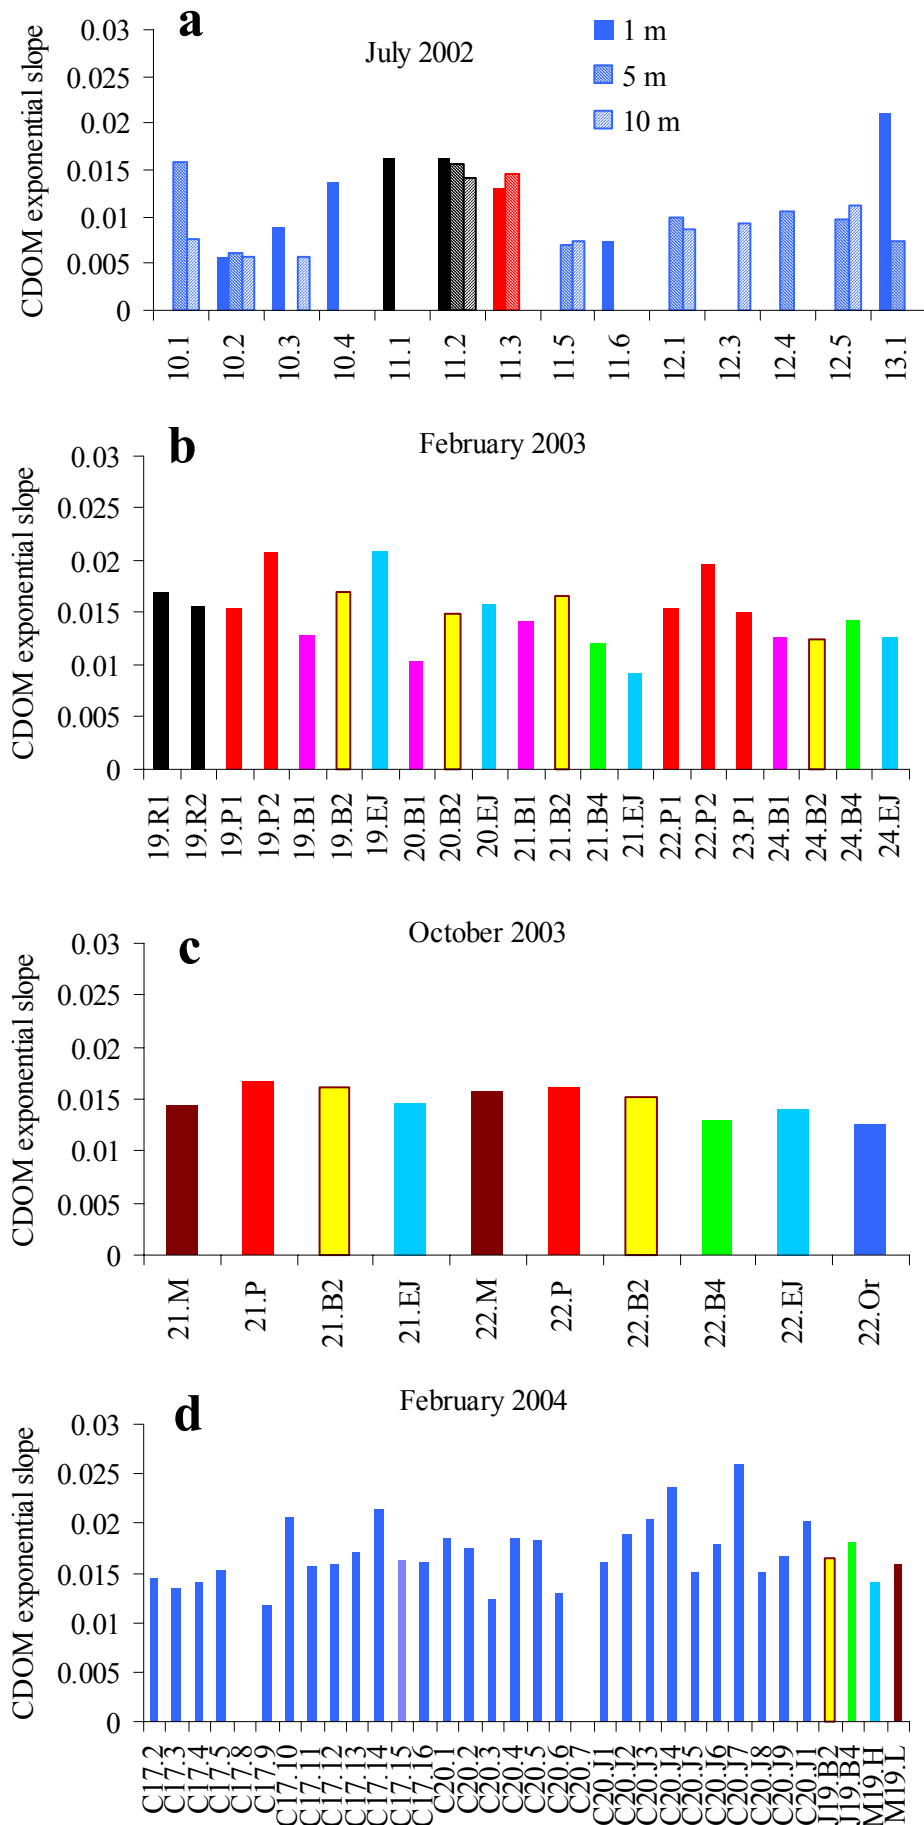 a
July 2002
1 m
5 m
10 m
CDOM exponential slope
0.03
0.025
0.02
0.015
0.01
0.005
0
10.1
10.2
10.3
10.4
11.1
11.2
11.3
11.5
11.6
12.1
12.3
12.4
12.5
13.1
b
February 2003
CDOM exponential slope
0.03
0.025
0.02
0.015
0.01
0.005
0
19.R1
19.R2
19.P1
19.P2
19.B1
19.B2
19.EJ
20.B1
20.B2
20.EJ
21.B1
21.B2
21.B4
21.EJ
22.P1
22.P2
23.P1
24.B1
24.B2
24.B4
24.EJ
c
October 2003
CDOM exponential slope
0.03
0.025
0.02
0.015
0.01
0.005
0
21.M
21.P
21.B2
21.EJ
22.M
22.P
22.B2
22.B4
22.EJ
22.Or
d
February 2004
CDOM exponential slope
0.03
0.025
0.02
0.015
0.01
0.005
0
C17.2
C17.3
C17.4
C17.5
C17.8
C17.9
C17.10
C17.11
C17.12
C17.13
C17.14
C17.15
C17.16
C20.1
C20.2
C20.3
C20.4
C20.5
C20.6
C20.7
C20.J1
C20.J2
C20.J3
C20.J4
C20.J5
C20.J6
C20.J7
C20.J8
C20.J9
C20.J1
J19.B2
J19.B4
M19.H
M19.L